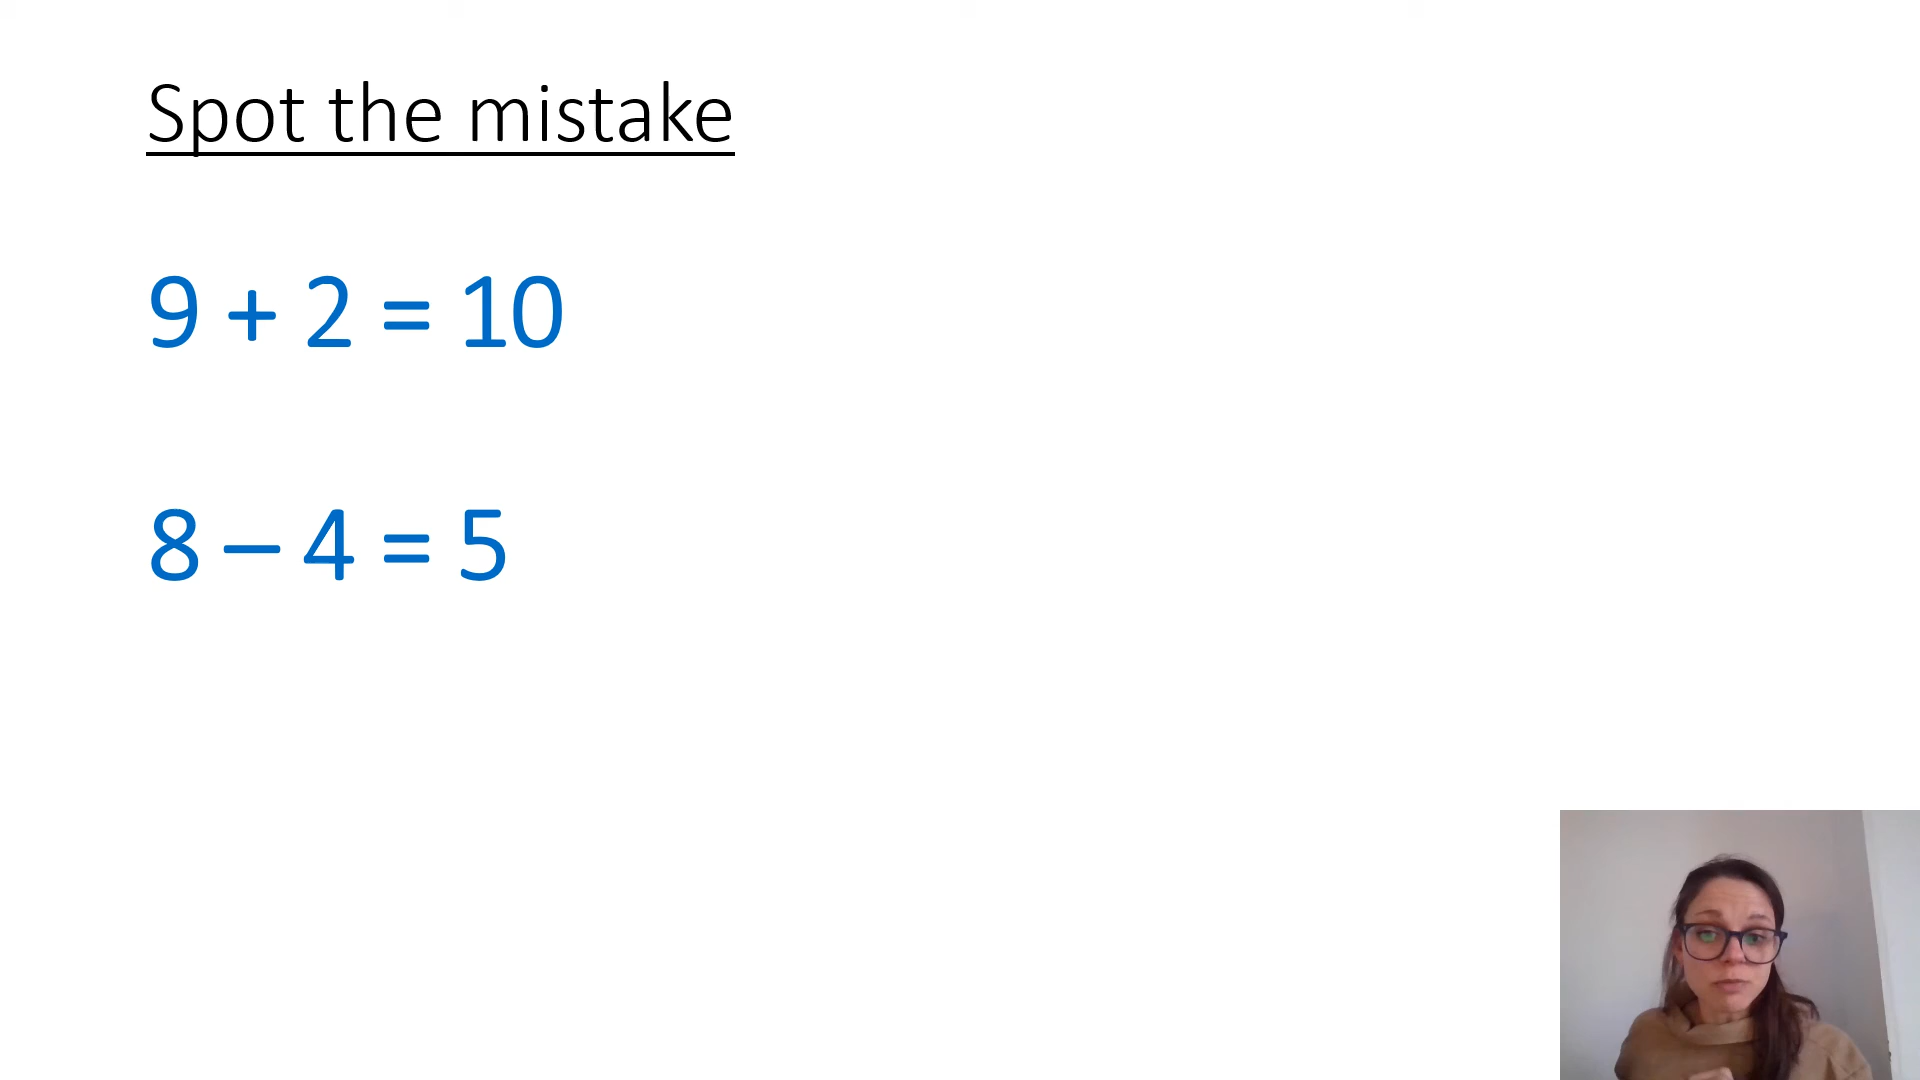 Spot the mistake
9 + 2 = 10
8 – 4 = 5